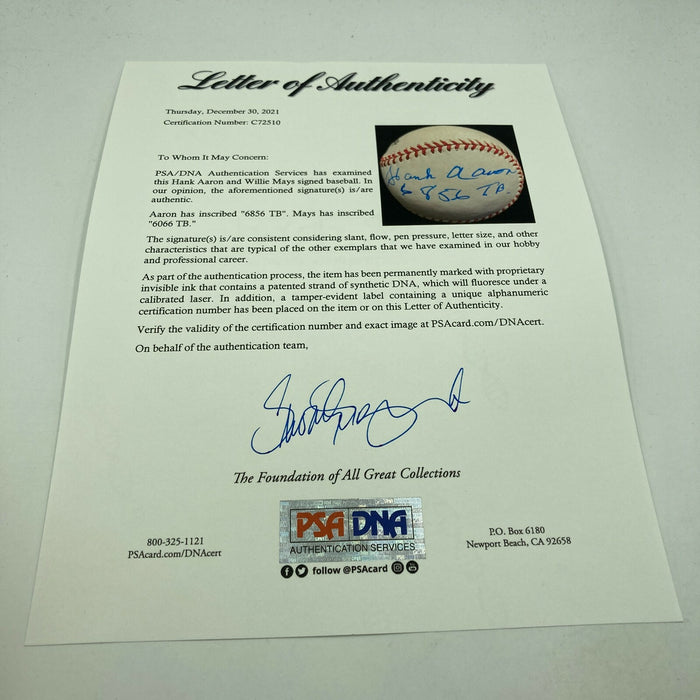 Letter of Authenticity
Thursday, December 30, 2021
Certification Number: C72510
To Whom It May Concern:
PSA/DNA Authentication Services has examined
this Hank Aaron and Willie Mays signed baseball. In
our opinion, the aforementioned signature(s) is/are
authentic.
Aaron has inscribed "6856 TB". Mays has inscribed
"6066 TB."
Hank Aaron
6856 TB.
The signature(s) is/are consistent considering slant, flow, pen pressure, letter size, and other
characteristics that are typical of the other exemplars that we have examined in our hobby
and professional career.
As part of the authentication process, the item has been permanently marked with proprietary
invisible ink that contains a patented strand of synthetic DNA, which will fluoresce under a
calibrated laser. In addition, a tamper-evident label containing a unique alphanumeric
certification number has been placed on the item or on this Letter of Authenticity.
Verify the validity of the certification number and exact image at PSAcard.com/DNAcert.
On behalf of the authentication team,
The Foundation of All Great Collections
PSA DNA
AUTHENTICATION SERVICES
800-325-1121
PSAcard.com/DNAcert
P.O. Box 6180
Newport Beach, CA 92658
follow @PSAcard